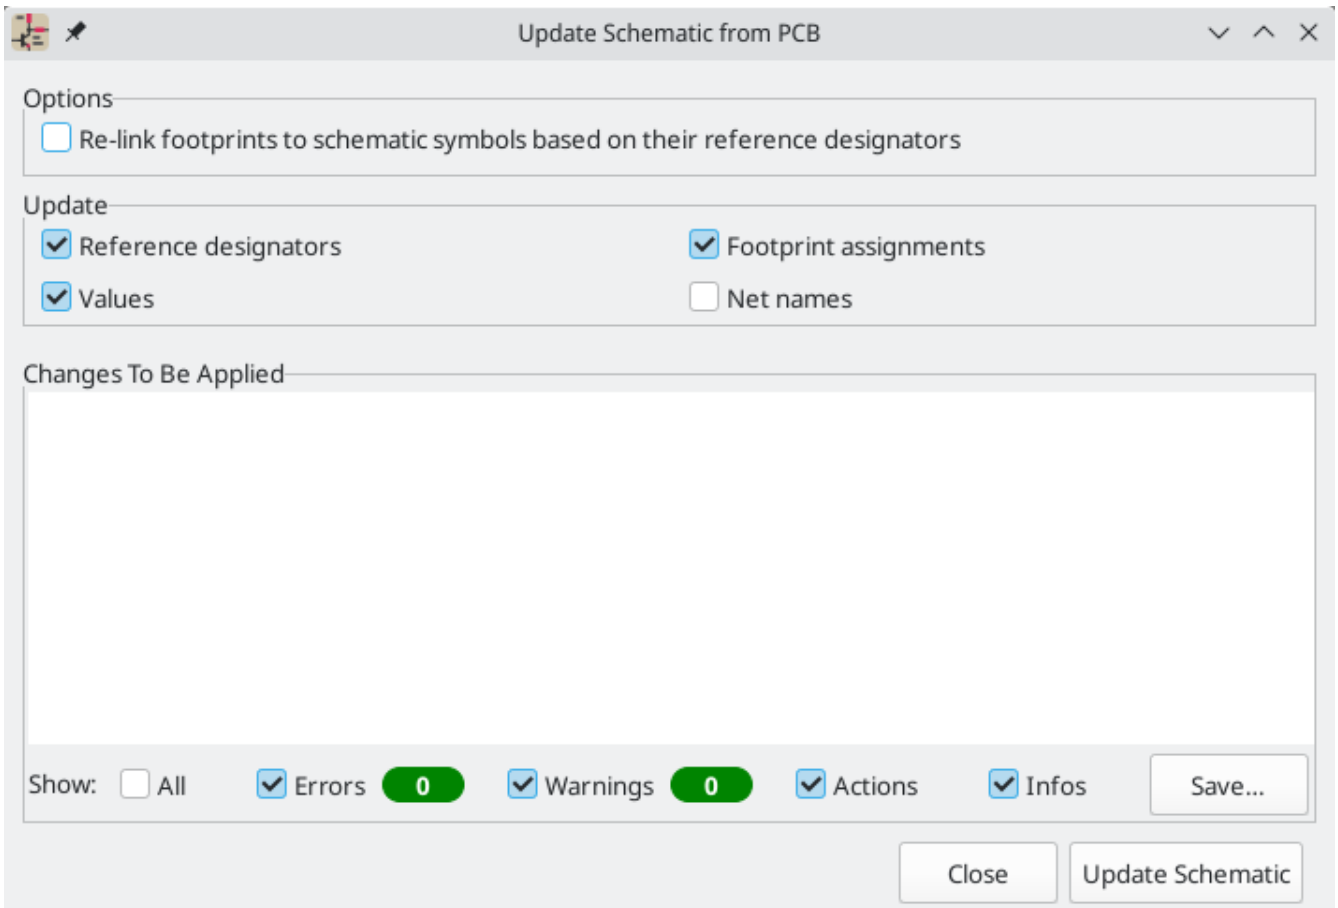 Update Schematic from PCB
Options
Re-link footprints to schematic symbols based on their reference designators
Update
Reference designators
Footprint assignments
Values
Net names
Changes To Be Applied
Show: All Errors 0 Warnings 0 Actions Infos Save...
Close Update Schematic